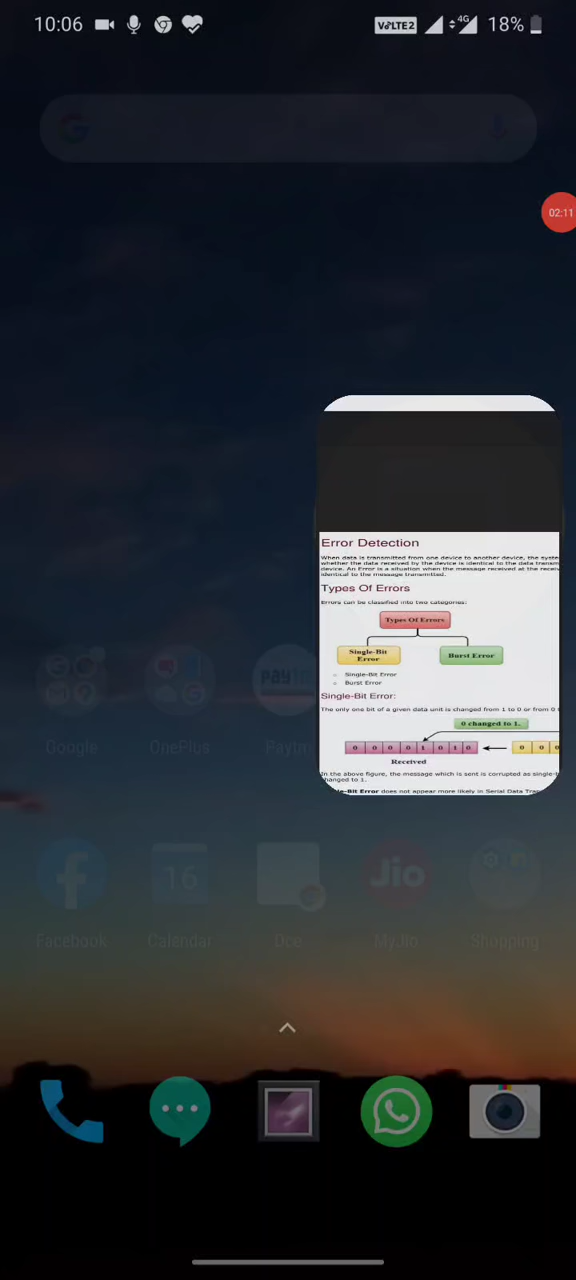 10:06
VoLTE2
4G
18%
02:11
Error Detection
When data is transmitted from one device to another device, the syste
whether the data received by the device is identical to the data transm
device. An Error is a situation when the message received at the receiv
identical to the message transmitted.
Types Of Errors
Errors can be classified into two categories:
Types Of Errors
Single-Bit
Error
Burst Error
Single-Bit Error
Burst Error
Single-Bit Error:
The only one bit of a given data unit is changed from 1 to 0 or from 0 t
0 changed to 1.
0 0 0 0 1 0 1 0
0 0 0
Received
In the above figure, the message which is sent is corrupted as single-b
changed to 1.
le-Bit Error does not appear more likely in Serial Data Tran
Google
OnePlus
Paytm
Facebook
16
Calendar
Dce
Jio
MyJio
Shopping